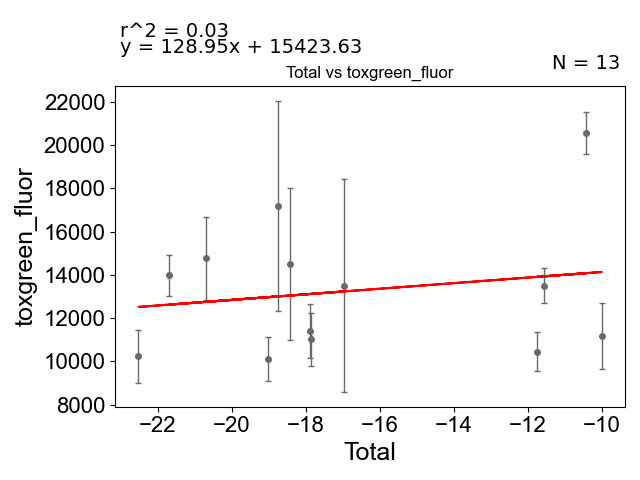 r^2 = 0.03
y = 128.95x + 15423.63
N = 13
Total vs toxgreen_fluor
22000
20000
18000
16000
14000
12000
10000
8000
toxgreen_fluor
−22
−20
−18
−16
−14
−12
−10
Total